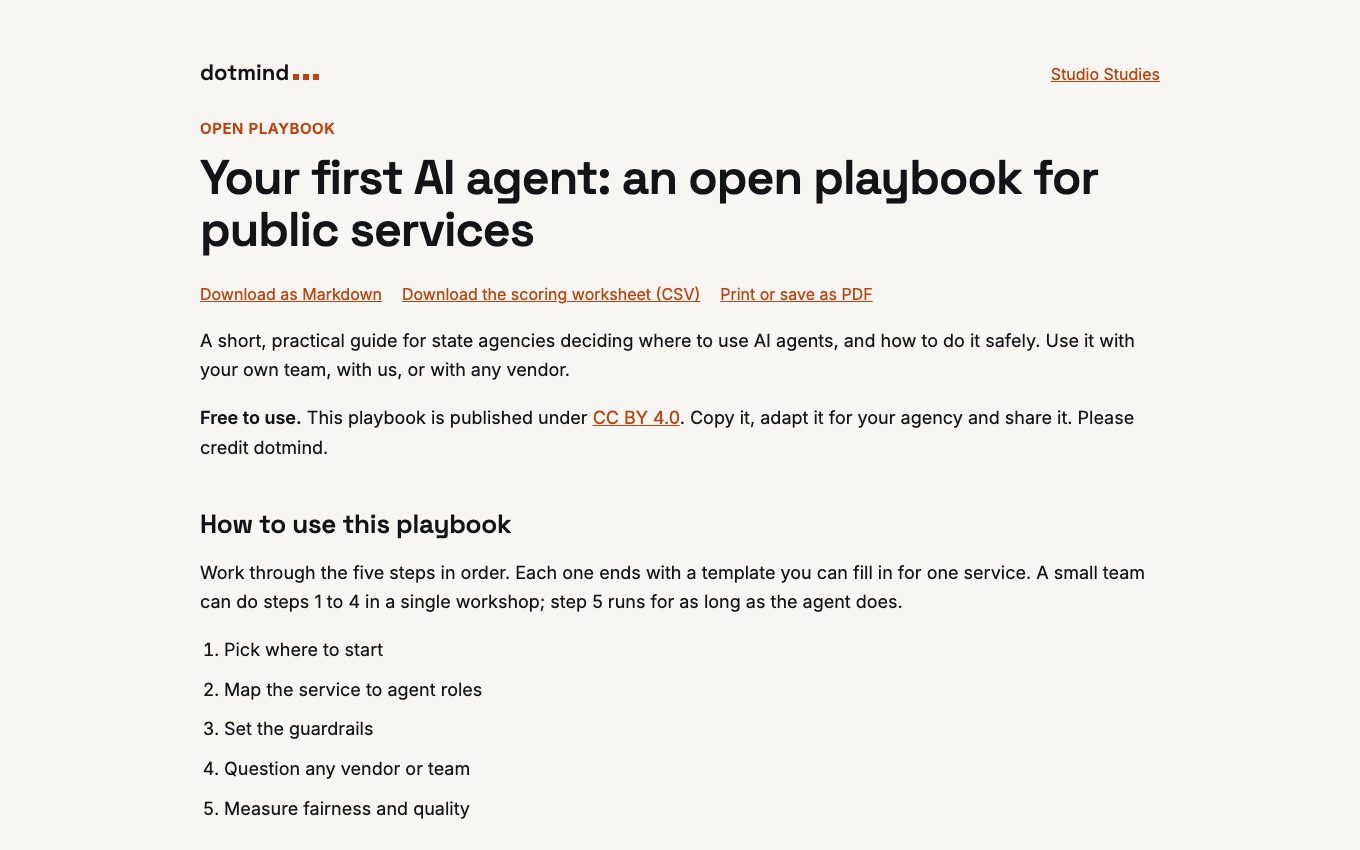 dotmind
Studio Studies
OPEN PLAYBOOK
Your first AI agent: an open playbook for
public services
Download as Markdown Download the scoring worksheet (CSV) Print or save as PDF
A short, practical guide for state agencies deciding where to use AI agents, and how to do it safely. Use it with
your own team, with us, or with any vendor.
Free to use. This playbook is published under CC BY 4.0. Copy it, adapt it for your agency and share it. Please
credit dotmind.
How to use this playbook
Work through the five steps in order. Each one ends with a template you can fill in for one service. A small team
can do steps 1 to 4 in a single workshop; step 5 runs for as long as the agent does.
1. Pick where to start
2. Map the service to agent roles
3. Set the guardrails
4. Question any vendor or team
5. Measure fairness and quality